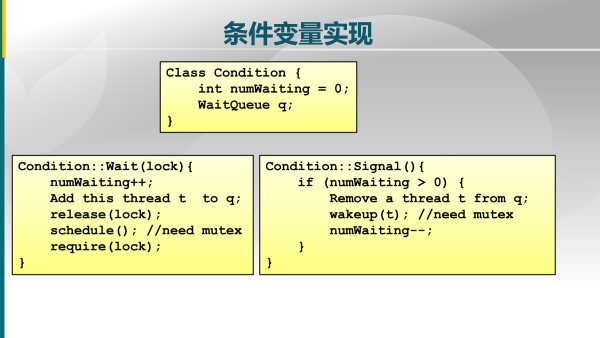 条件变量实现
Class Condition {
    int numWaiting = 0;
    WaitQueue q;
}
Condition::Wait(lock){
    numWaiting++;
    Add this thread t  to q;
    release(lock);
    schedule(); //need mutex
    require(lock);
}
Condition::Signal(){
    if (numWaiting > 0) {
        Remove a thread t from q;
        wakeup(t); //need mutex
        numWaiting--;
    }
}